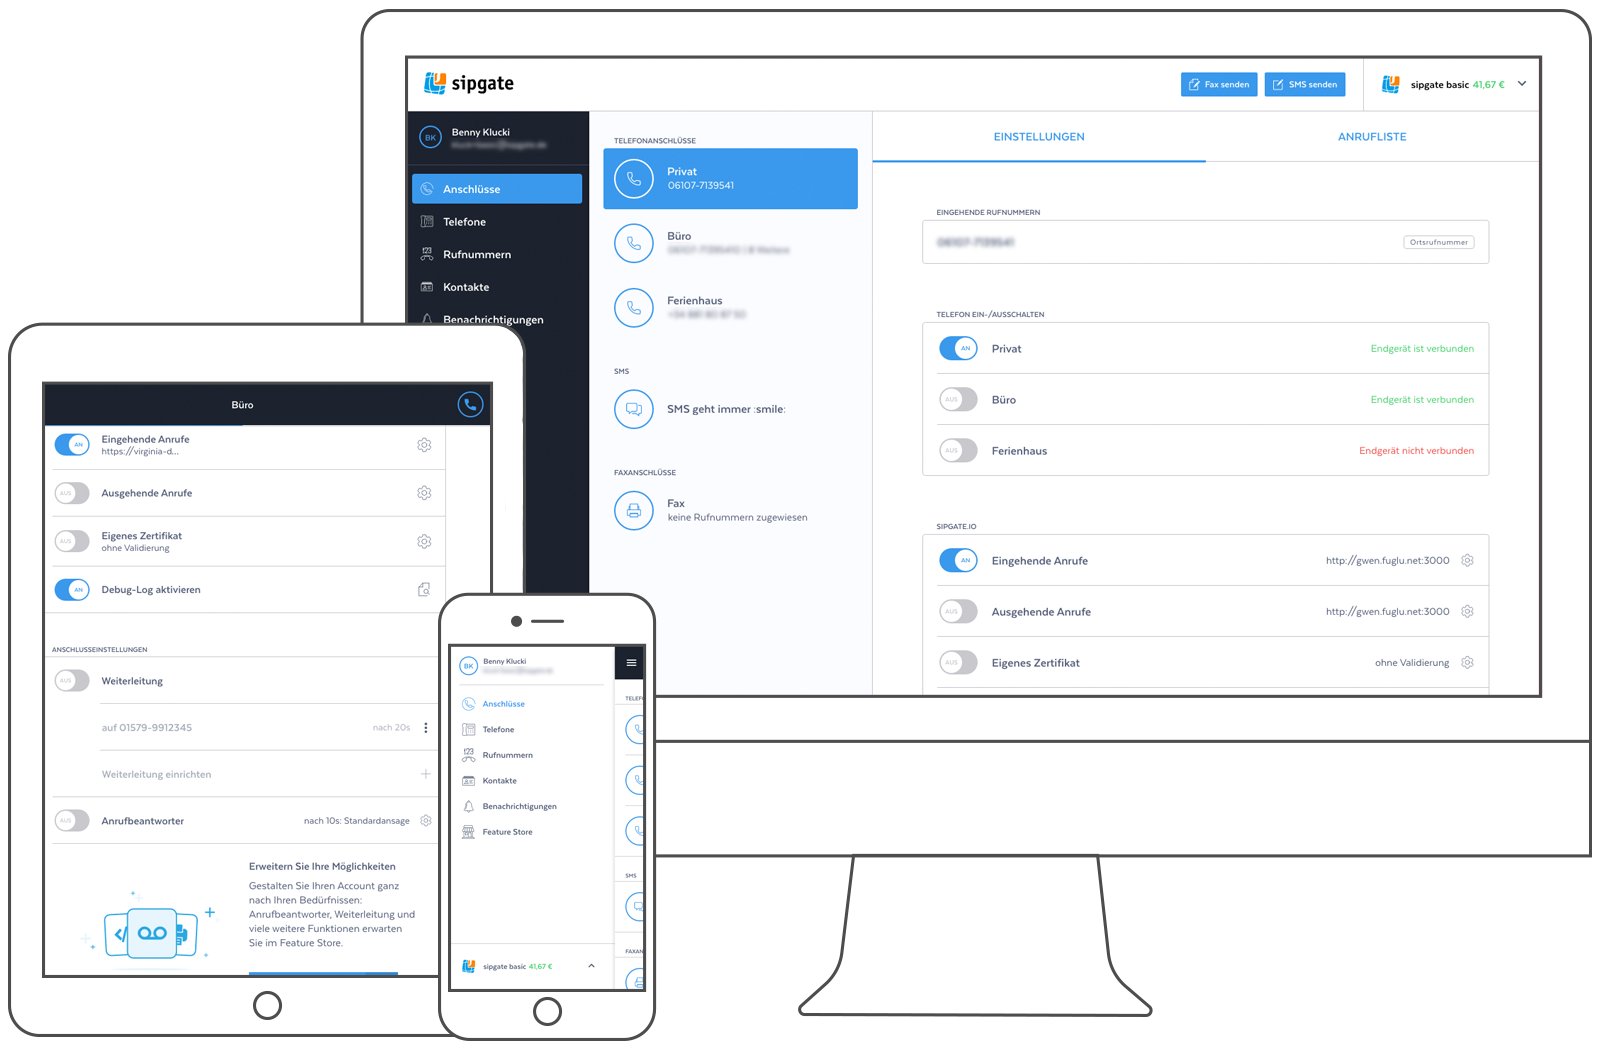 sipgate
Fax senden
SMS senden
sipgate basic 41,67 €
BK
Benny Klucki
Anschlüsse
Telefone
Rufnummern
Kontakte
Benachrichtigungen
TELEFONANSCHLÜSSE
Privat
06107-7139541
Büro
Ferienhaus
SMS
SMS geht immer :smile:
FAXANSCHLÜSSE
Fax
keine Rufnummern zugewiesen
EINSTELLUNGEN
ANRUFLISTE
EINGEHENDE RUFNUMMERN
06107-7139541
Ortsrufnummer
TELEFON EIN-/AUSSCHALTEN
AN Privat Endgerät ist verbunden
AUS Büro Endgerät ist verbunden
AUS Ferienhaus Endgerät nicht verbunden
SIPGATE.IO
AN Eingehende Anrufe http://gwen.fuglu.net:3000
AUS Ausgehende Anrufe http://gwen.fuglu.net:3000
AUS Eigenes Zertifikat ohne Validierung
Büro
AN Eingehende Anrufe
https://virginia-d...
AUS Ausgehende Anrufe
AUS Eigenes Zertifikat
ohne Validierung
AN Debug-Log aktivieren
ANSCHLUSSEINSTELLUNGEN
AUS Weiterleitung
auf 01579-9912345 nach 20s
Weiterleitung einrichten
AUS Anrufbeantworter nach 10s: Standardansage
Erweitern Sie Ihre Möglichkeiten
Gestalten Sie Ihren Account ganz
nach Ihren Bedürfnissen:
Anrufbeantworter, Weiterleitung und
viele weitere Funktionen erwarten
Sie im Feature Store.
BK
Benny Klucki
Anschlüsse
Telefone
123
Rufnummern
Kontakte
Benachrichtigungen
Feature Store
sipgate basic 41,67 €
TELEF
SMS
FAXAN